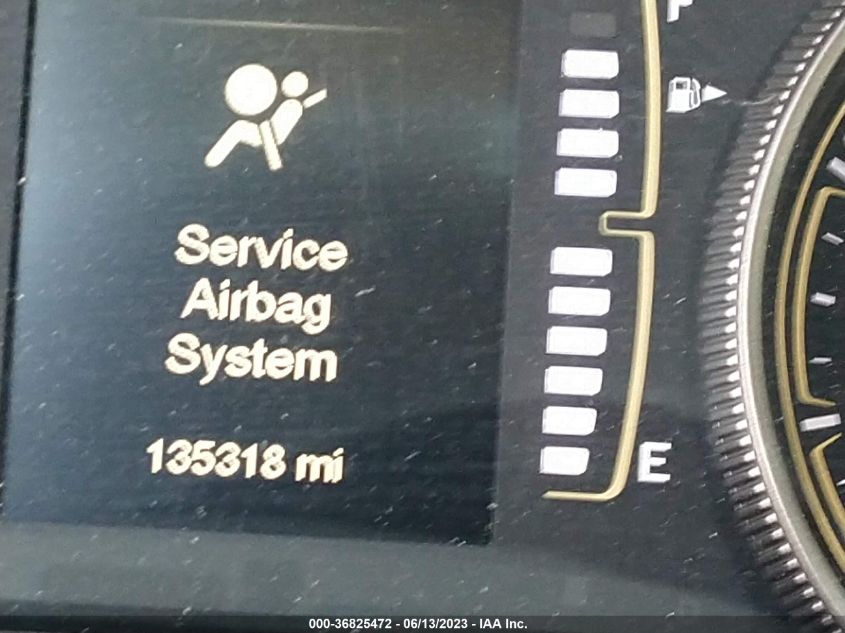 F
Service
Airbag
System
135318 mi
E
000-36825472 - 06/13/2023 - IAA Inc.